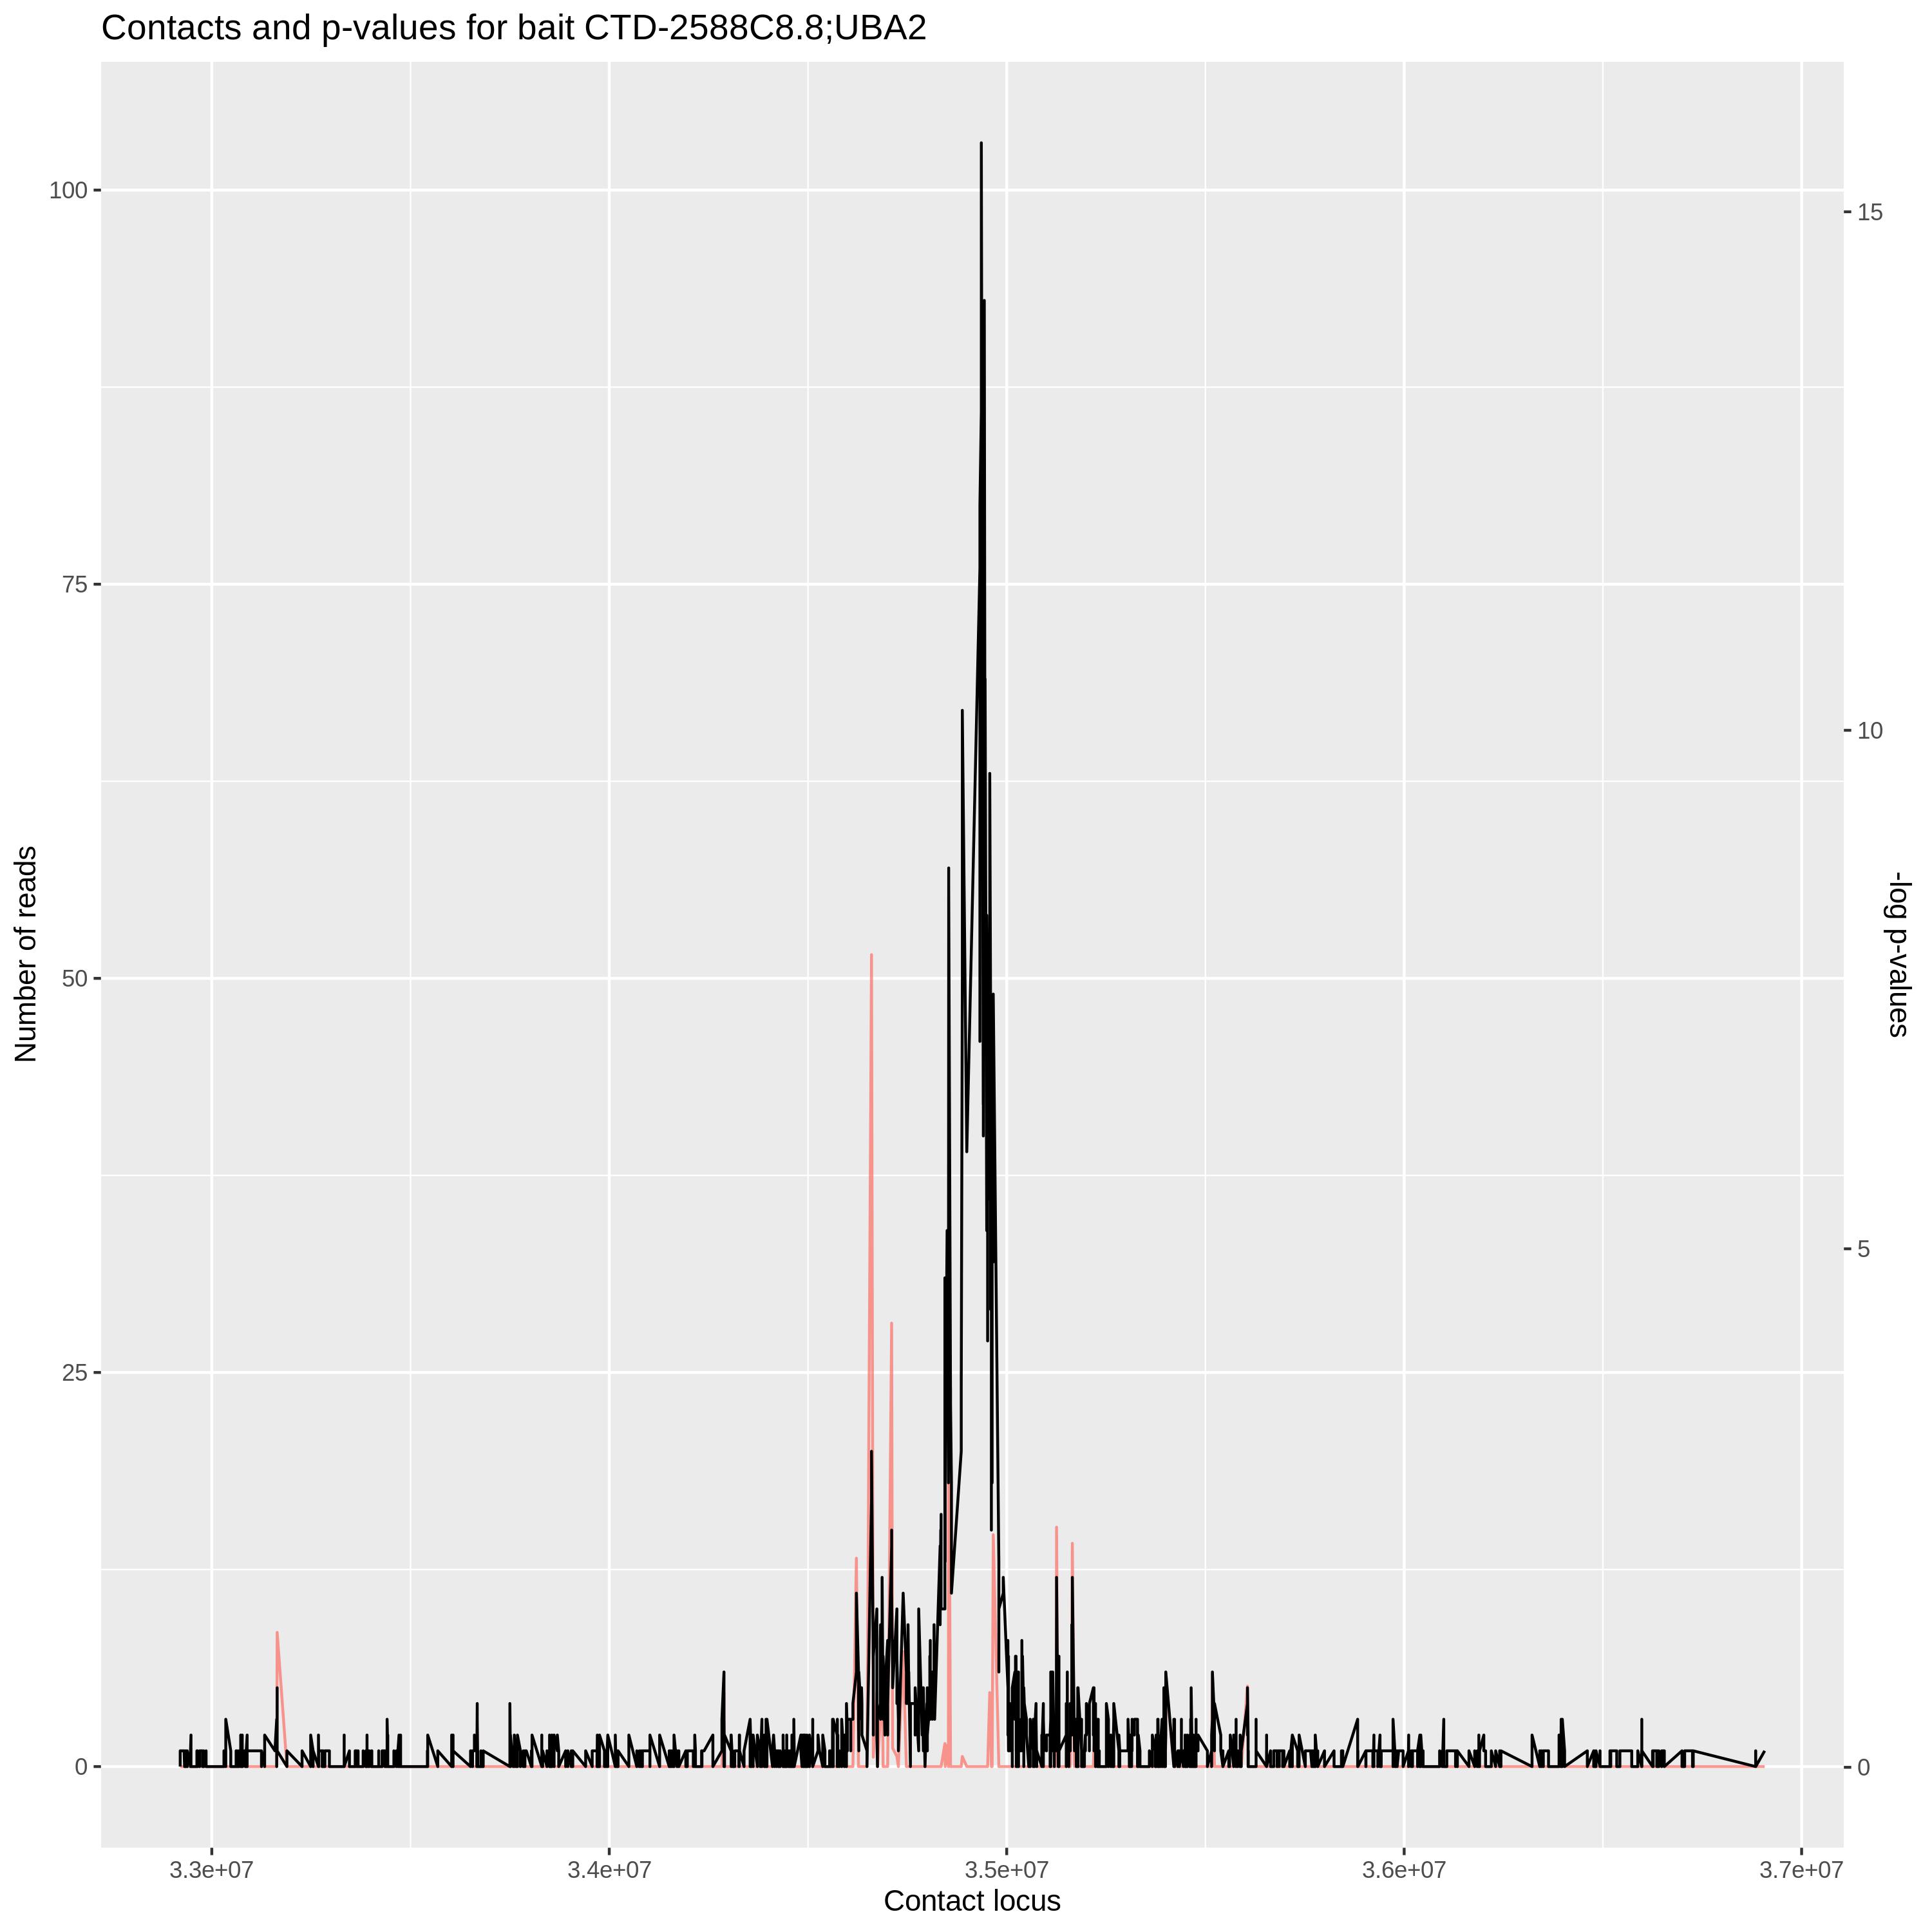 Contacts and p-values for bait CTD-2588C8.8;UBA2
100
75
50
25
0
Number of reads
15
10
5
0
-log p-values
3.3e+07 3.4e+07 3.5e+07 3.6e+07 3.7e+07
Contact locus